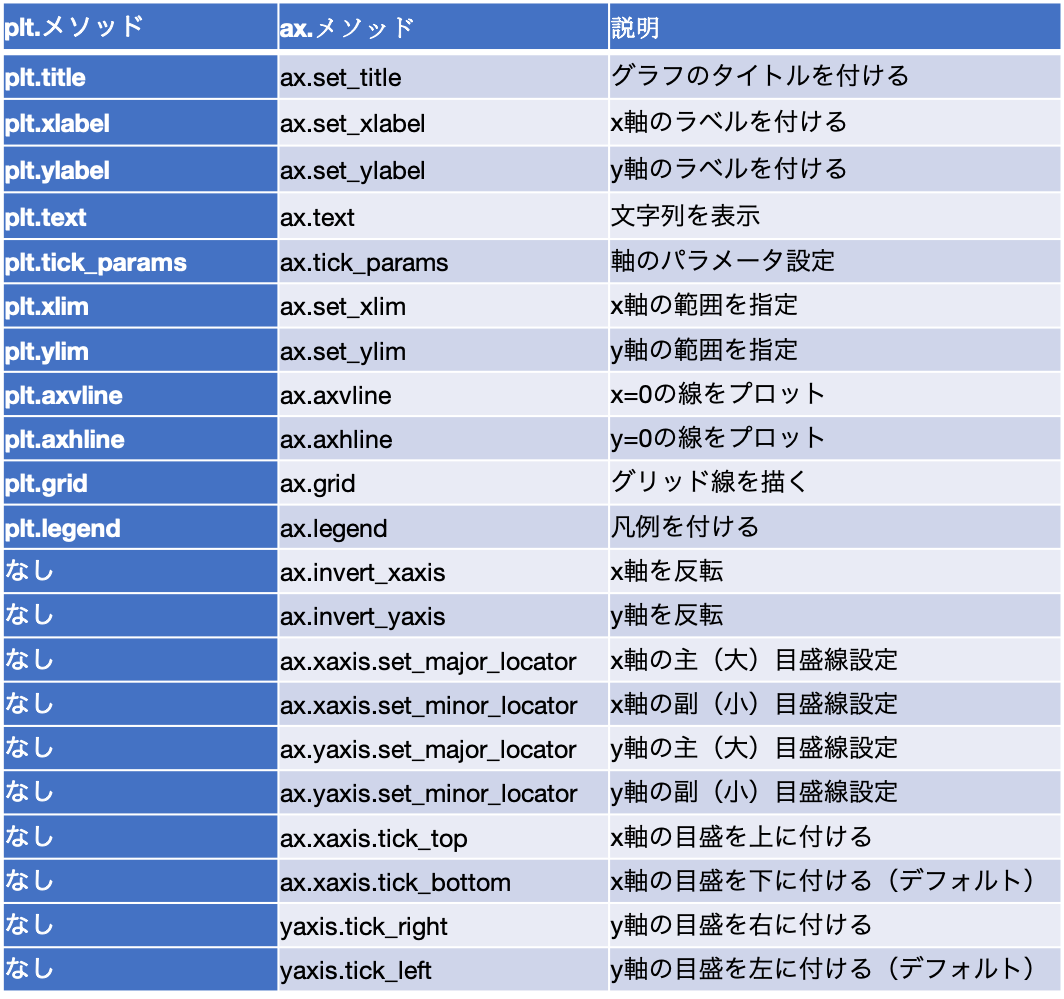 plt.メソッド ax.メソッド 説明
plt.title ax.set_title グラフのタイトルを付ける
plt.xlabel ax.set_xlabel x軸のラベルを付ける
plt.ylabel ax.set_ylabel y軸のラベルを付ける
plt.text ax.text 文字列を表示
plt.tick_params ax.tick_params 軸のパラメータ設定
plt.xlim ax.set_xlim x軸の範囲を指定
plt.ylim ax.set_ylim y軸の範囲を指定
plt.axvline ax.axvline x=0の線をプロット
plt.axhline ax.axhline y=0の線をプロット
plt.grid ax.grid グリッド線を描く
plt.legend ax.legend 凡例を付ける
なし ax.invert_xaxis x軸を反転
なし ax.invert_yaxis y軸を反転
なし ax.xaxis.set_major_locator x軸の主（大）目盛線設定
なし ax.xaxis.set_minor_locator x軸の副（小）目盛線設定
なし ax.yaxis.set_major_locator y軸の主（大）目盛線設定
なし ax.yaxis.set_minor_locator y軸の副（小）目盛線設定
なし ax.xaxis.tick_top x軸の目盛を上に付ける
なし ax.xaxis.tick_bottom x軸の目盛を下に付ける（デフォルト）
なし yaxis.tick_right y軸の目盛を右に付ける
なし yaxis.tick_left y軸の目盛を左に付ける（デフォルト）